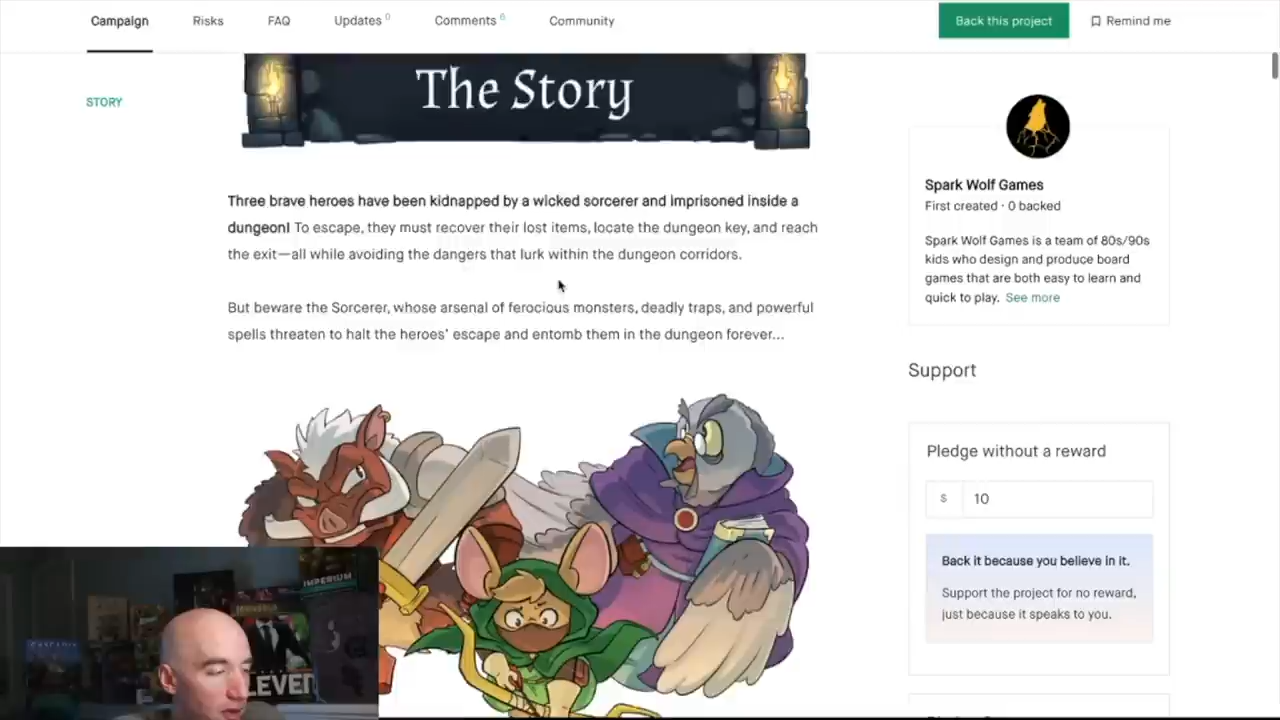 Campaign
Risks
FAQ
Updates 0
Comments 6
Community
Back this project
Remind me
The Story
STORY
Three brave heroes have been kidnapped by a wicked sorcerer and imprisoned inside a
dungeon! To escape, they must recover their lost items, locate the dungeon key, and reach
the exit—all while avoiding the dangers that lurk within the dungeon corridors.
But beware the Sorcerer, whose arsenal of ferocious monsters, deadly traps, and powerful
spells threaten to halt the heroes' escape and entomb them in the dungeon forever...
Spark Wolf Games
First created · 0 backed
Spark Wolf Games is a team of 80s/90s
kids who design and produce board
games that are both easy to learn and
quick to play. See more
Support
Pledge without a reward
$ 10
Back it because you believe in it.
Support the project for no reward,
just because it speaks to you.
IMPERIUM
CASCADIA